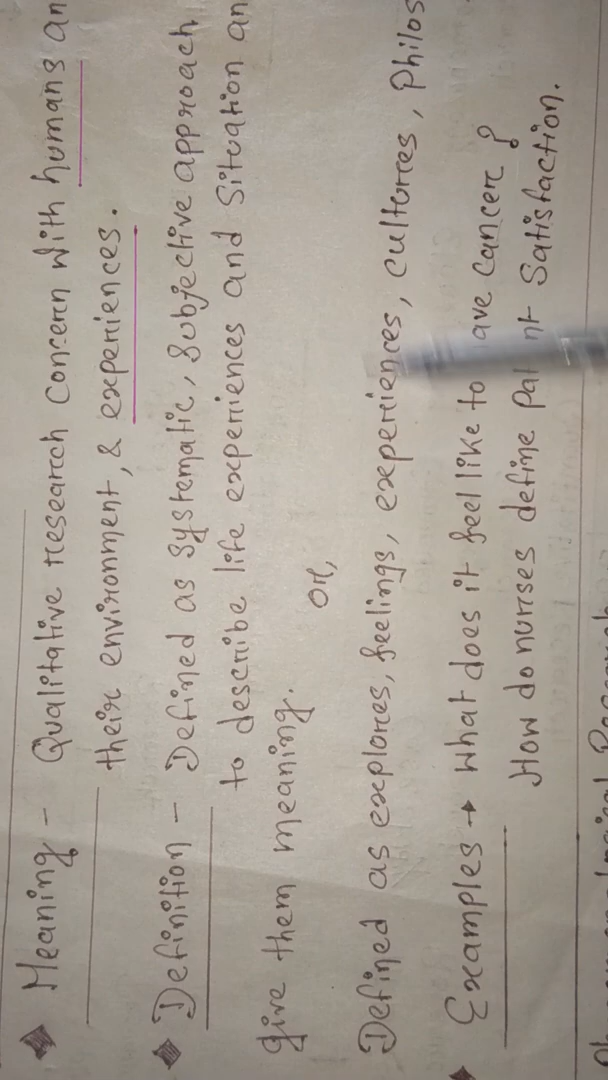 Meaning - Qualitative research concern with humans an
their environment, & experiences.
Definition - Defined as systematic, subjective approach
to describe life experiences and situation an
give them meaning.
or,
Defined as explores, feelings, experiences, cultures, Philos
Examples → What does it feel like to ave cancer?
How do nurses define Pat nt Satisfaction.